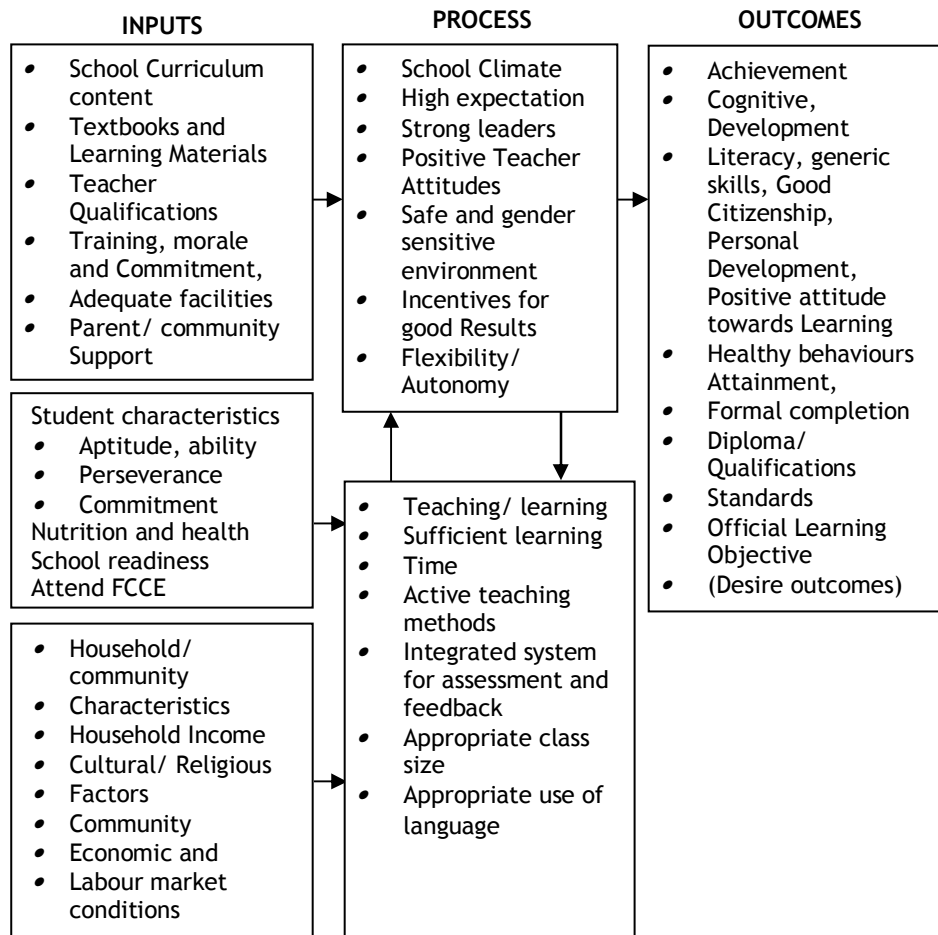 INPUTS
• School Curriculum
content
• Textbooks and
Learning Materials
• Teacher
Qualifications
• Training, morale
and Commitment,
• Adequate facilities
• Parent/ community
Support
Student characteristics
• Aptitude, ability
• Perseverance
• Commitment
Nutrition and health
School readiness
Attend FCCE
• Household/
community
• Characteristics
• Household Income
• Cultural/ Religious
• Factors
• Community
• Economic and
• Labour market
conditions
PROCESS
• School Climate
• High expectation
• Strong leaders
• Positive Teacher
Attitudes
• Safe and gender
sensitive
environment
• Incentives for
good Results
• Flexibility/
Autonomy
• Teaching/ learning
• Sufficient learning
• Time
• Active teaching
methods
• Integrated system
for assessment and
feedback
• Appropriate class
size
• Appropriate use of
language
OUTCOMES
• Achievement
• Cognitive,
Development
• Literacy, generic
skills, Good
Citizenship,
Personal
Development,
Positive attitude
towards Learning
• Healthy behaviours
Attainment,
• Formal completion
• Diploma/
Qualifications
• Standards
• Official Learning
Objective
• (Desire outcomes)